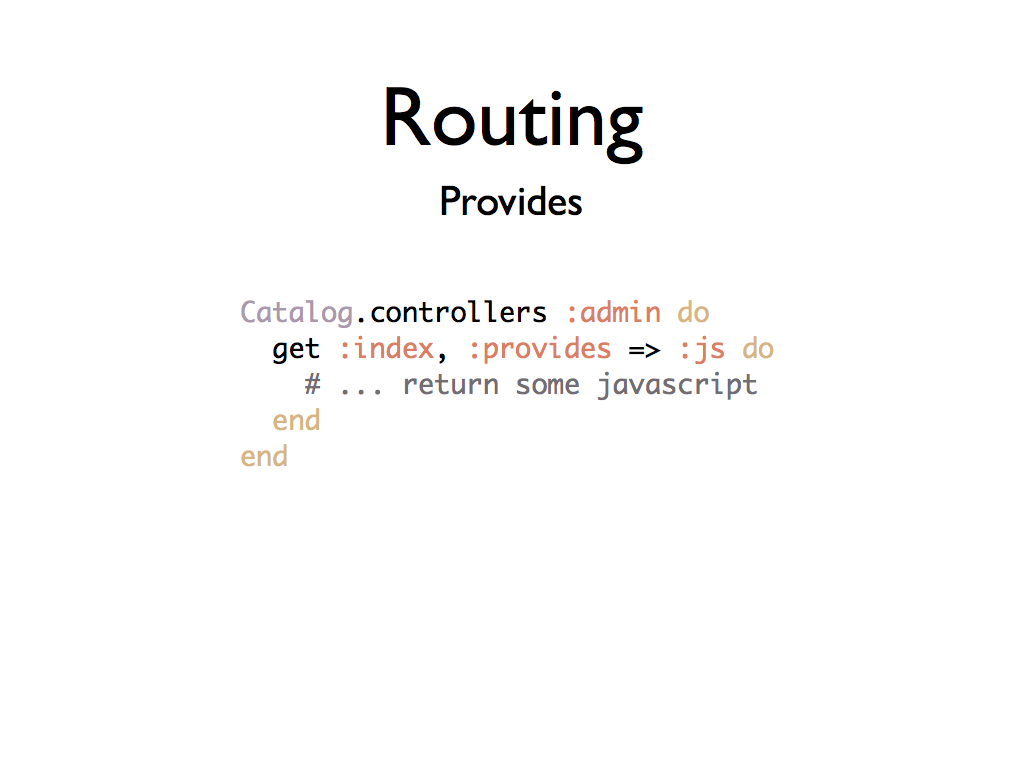 Routing
Provides
Catalog.controllers :admin do
  get :index, :provides => :js do
    # ... return some javascript
  end
end